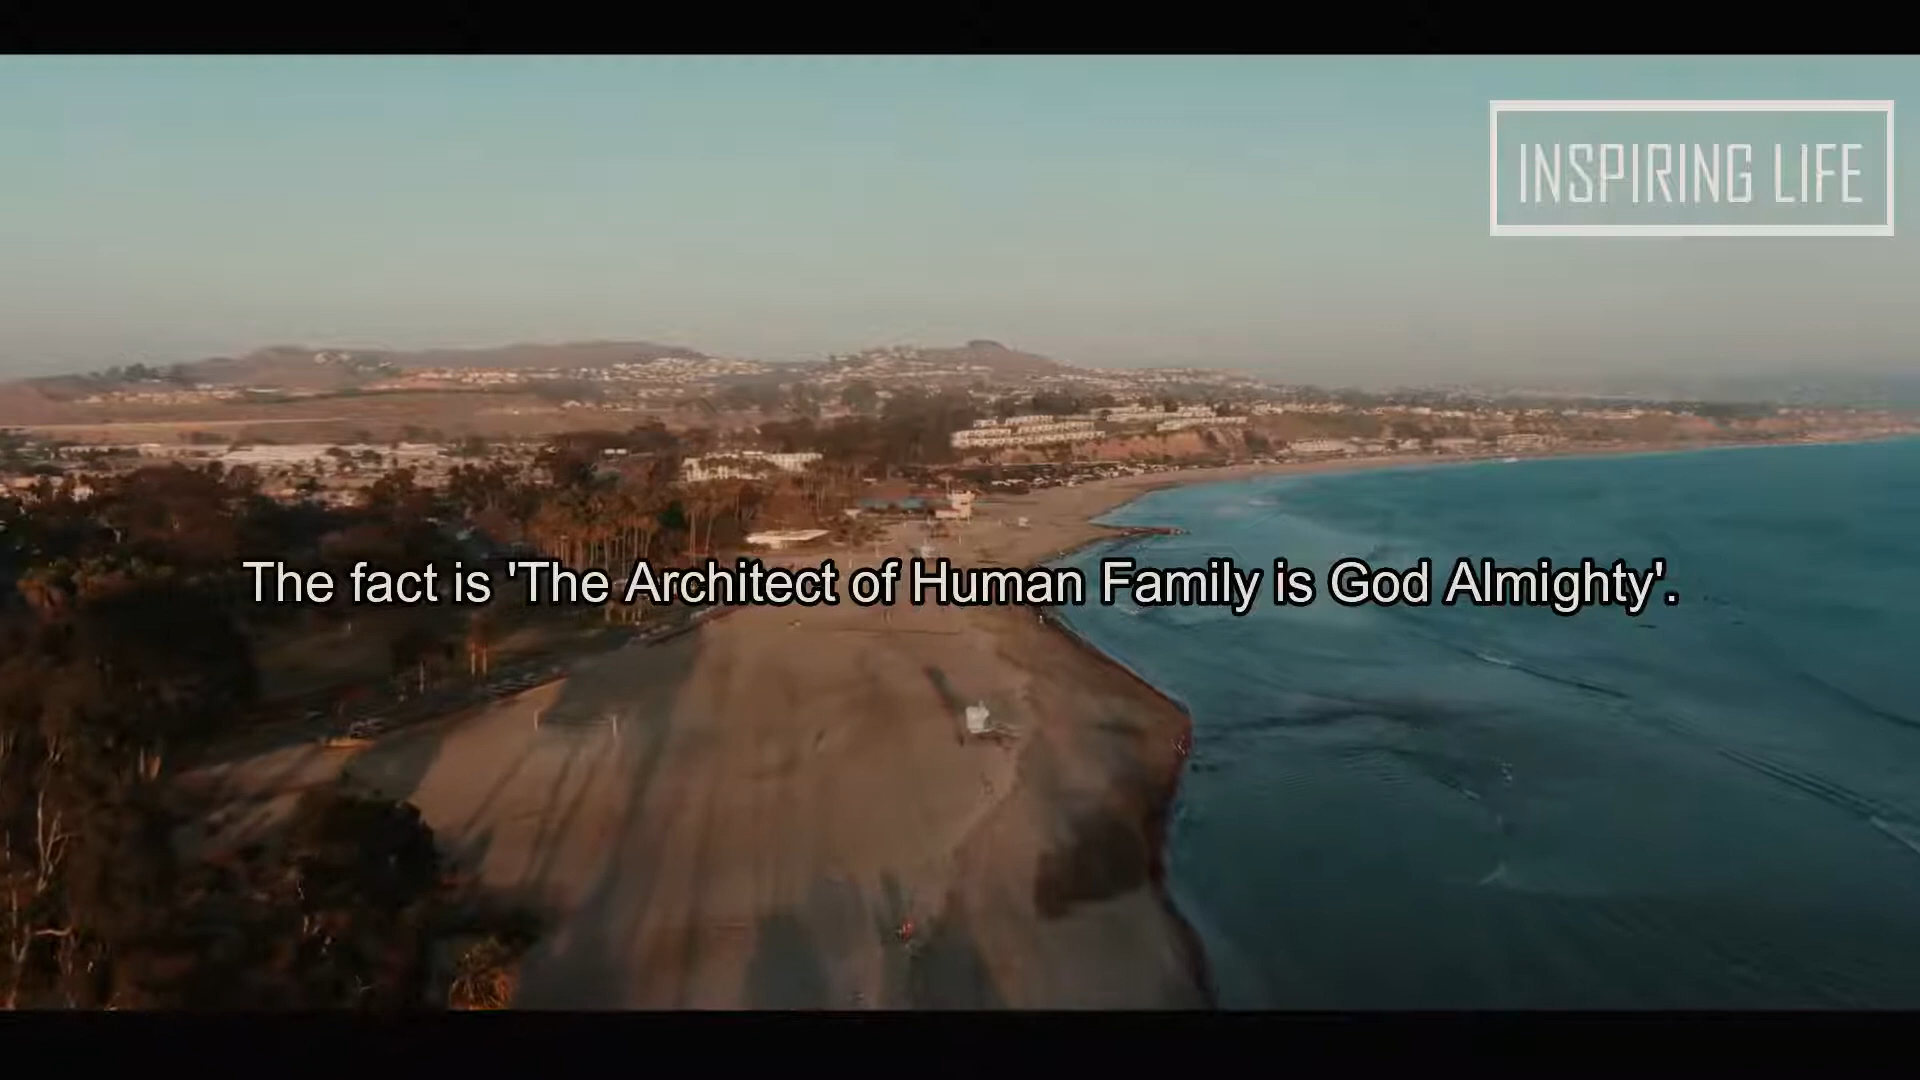 INSPIRING LIFE
The fact is 'The Architect of Human Family is God Almighty'.